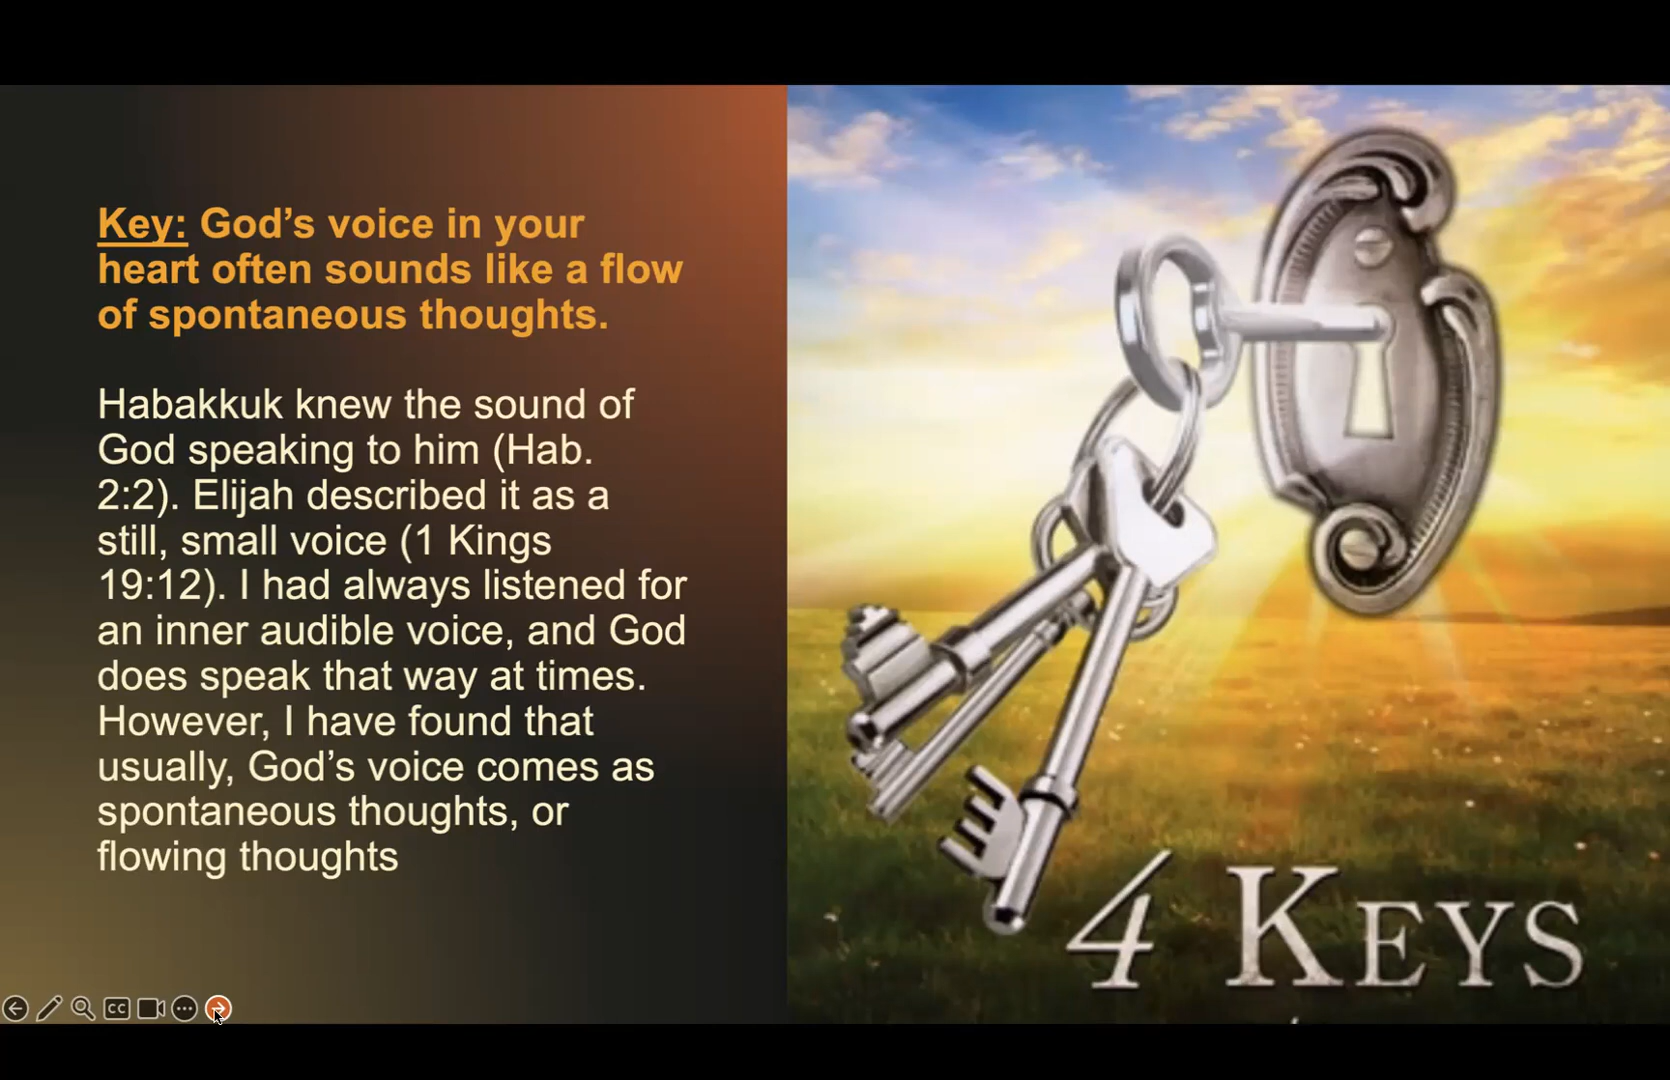 Key: God’s voice in your
heart often sounds like a flow
of spontaneous thoughts.
Habakkuk knew the sound of
God speaking to him (Hab.
2:2). Elijah described it as a
still, small voice (1 Kings
19:12). I had always listened for
an inner audible voice, and God
does speak that way at times.
However, I have found that
usually, God’s voice comes as
spontaneous thoughts, or
flowing thoughts
4 KEYS
CC